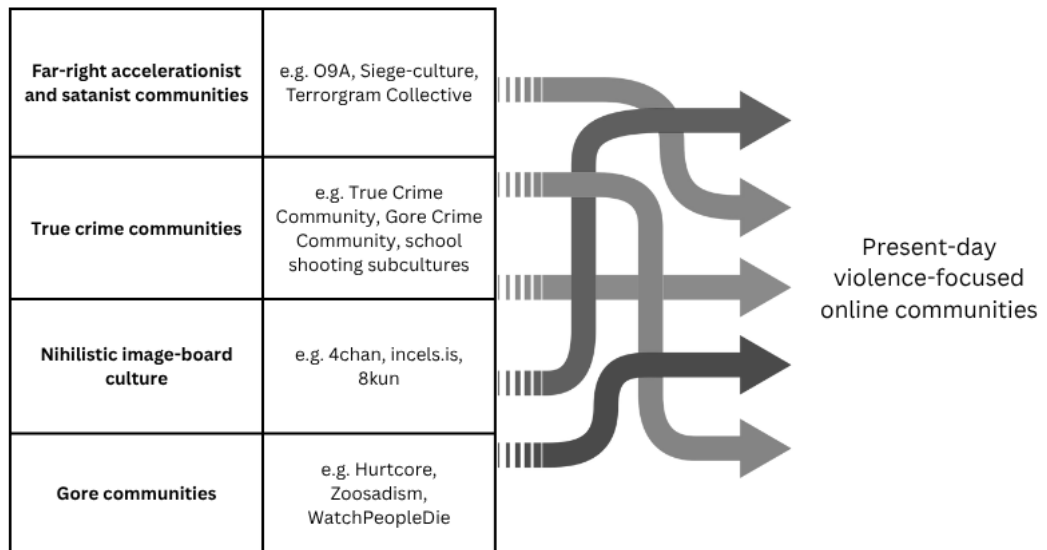 Far-right accelerationist
and satanist communities
e.g. O9A, Siege-culture,
Terrorgram Collective
True crime communities
e.g. True Crime
Community, Gore Crime
Community, school
shooting subcultures
Nihilistic image-board
culture
e.g. 4chan, incels.is,
8kun
Gore communities
e.g. Hurtcore,
Zoosadism,
WatchPeopleDie
Present-day
violence-focused
online communities